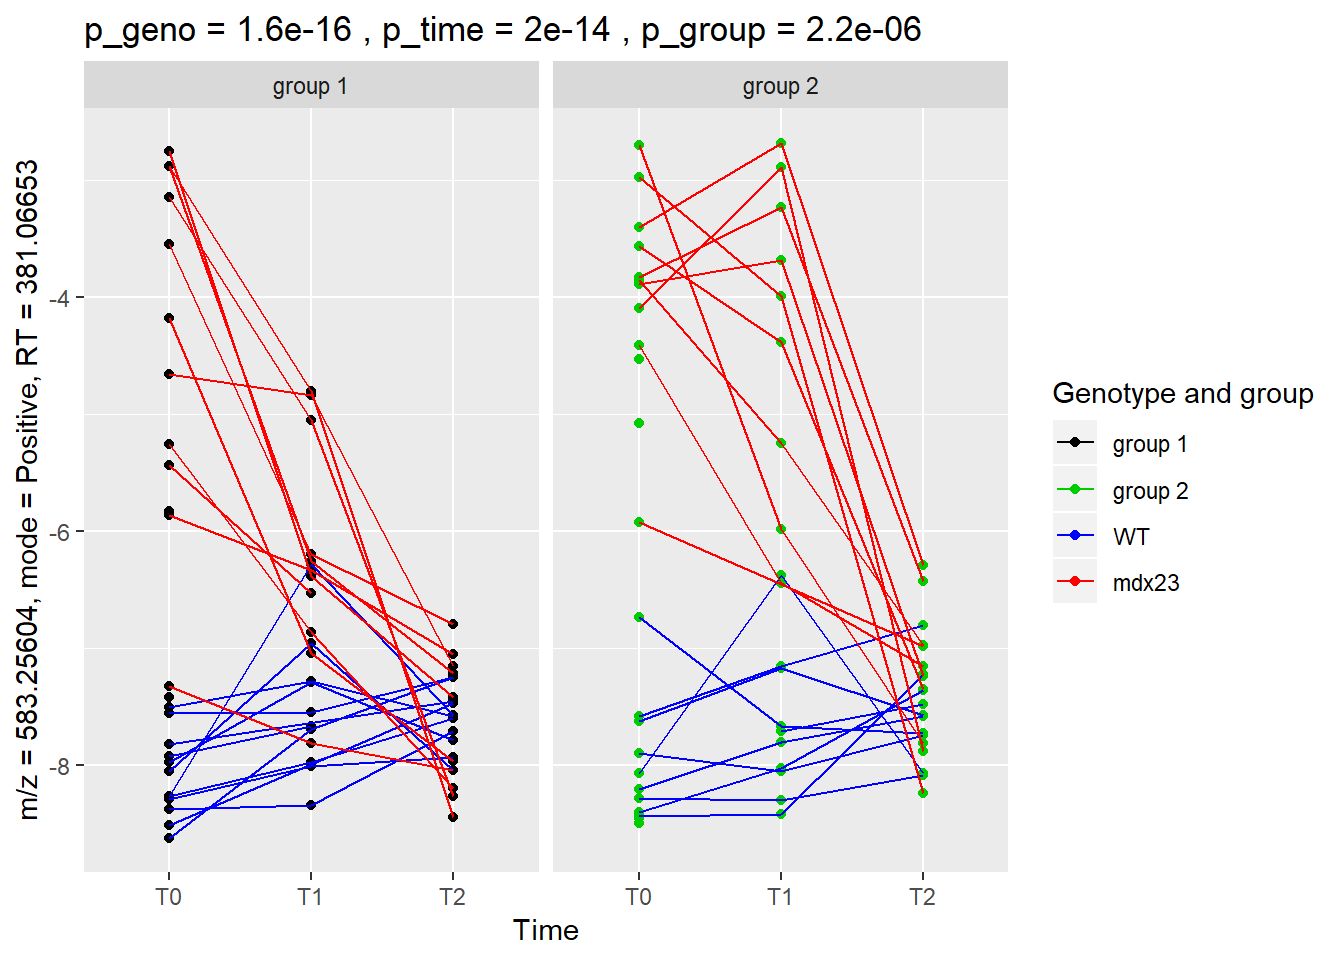 p_geno = 1.6e-16 , p_time = 2e-14 , p_group = 2.2e-06
group 1
group 2
m/z = 583.25604, mode = Positive, RT = 381.06653
-4
-6
-8
T0
T1
T2
T0
T1
T2
Time
Genotype and group
group 1
group 2
WT
mdx23